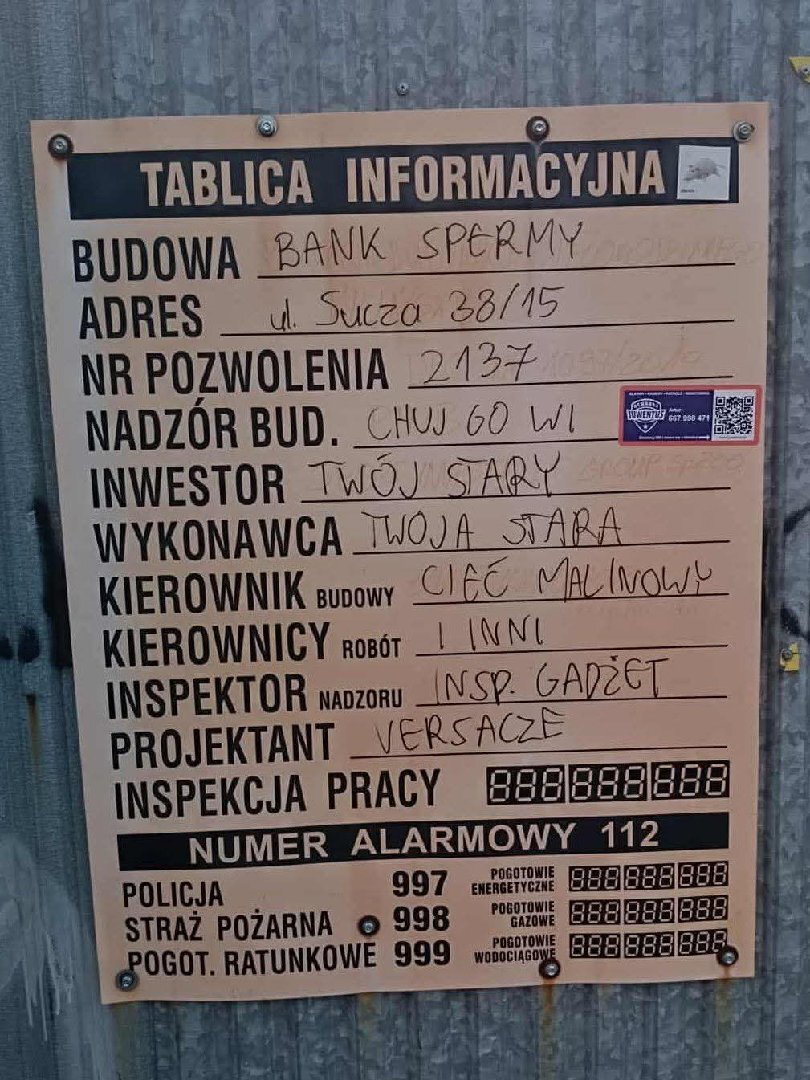 TABLICA INFORMACYJNA
BUDOWA BANK SPERMY
ADRES ul. Sucza 38/15
NR POZWOLENIA 2137
NADZÓR BUD. CHUJ GO WI
INWESTOR TWÓJ STARY
WYKONAWCA TWOJA STARA
KIEROWNIK BUDOWY CIEĆ MALINOWY
KIEROWNICY ROBÓT I INNI
INSPEKTOR NADZORU INSP. GADŻET
PROJEKTANT VERSACZE
INSPEKCJA PRACY 888 888 888
NUMER ALARMOWY 112
POLICJA 997 POGOTOWIE ENERGETYCZNE 888 888 888
STRAŻ POŻARNA 998 POGOTOWIE GAZOWE 888 888 888
POGOT. RATUNKOWE 999 POGOTOWIE WODOCIĄGOWE 888 888 888